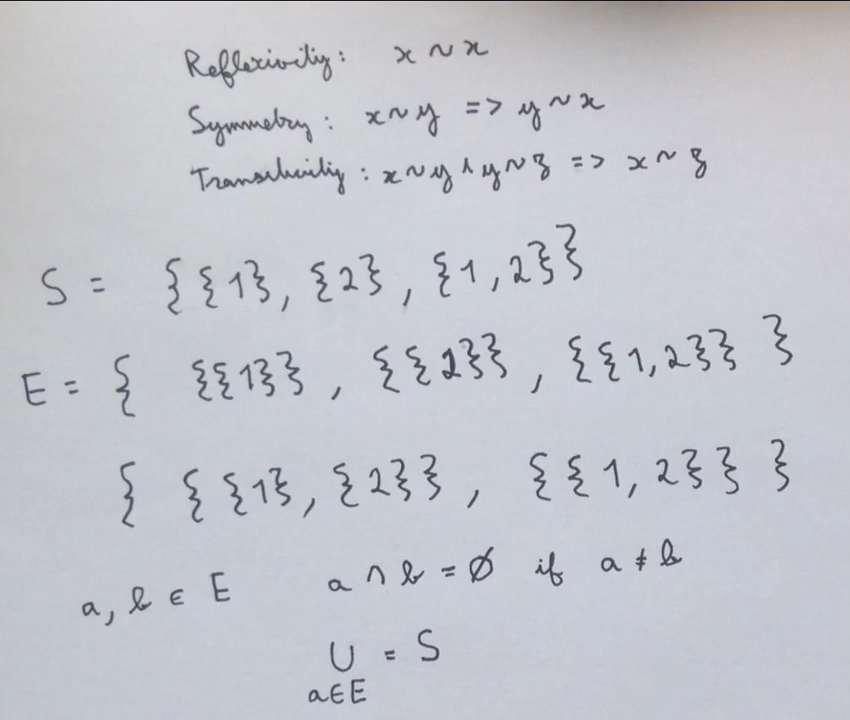 Reflexivity: x ~ x
Symmetry: x ~ y => y ~ x
Transitivity: x ~ y ∧ y ~ z => x ~ z
S = {{1}, {2}, {1, 2}}
E = { {{1}}, {{2}}, {{1, 2}} }
{ {{1}, {2}}, {{1, 2}} }
a, b ∈ E a ∩ b = ∅ if a ≠ b
∪ = S
a∈E